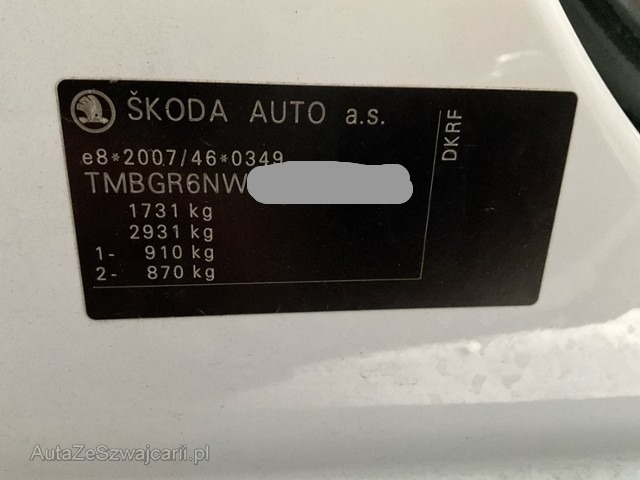 ŠKODA AUTO a.s.
DKRF
e8*2007/46*0349
TMBGR6NW
1731 kg
2931 kg
1- 910 kg
2- 870 kg
AutaZeSzwajcarii.pl